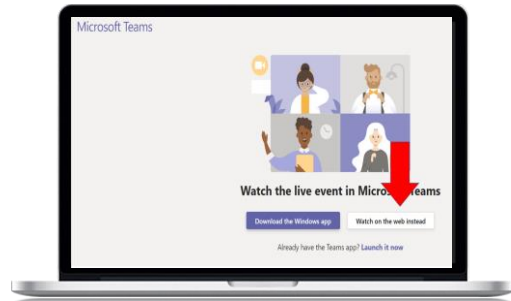 Microsoft Teams
Watch the live event in Microsoft Teams
Download the Windows app
Watch on the web instead
Already have the Teams app? Launch it now